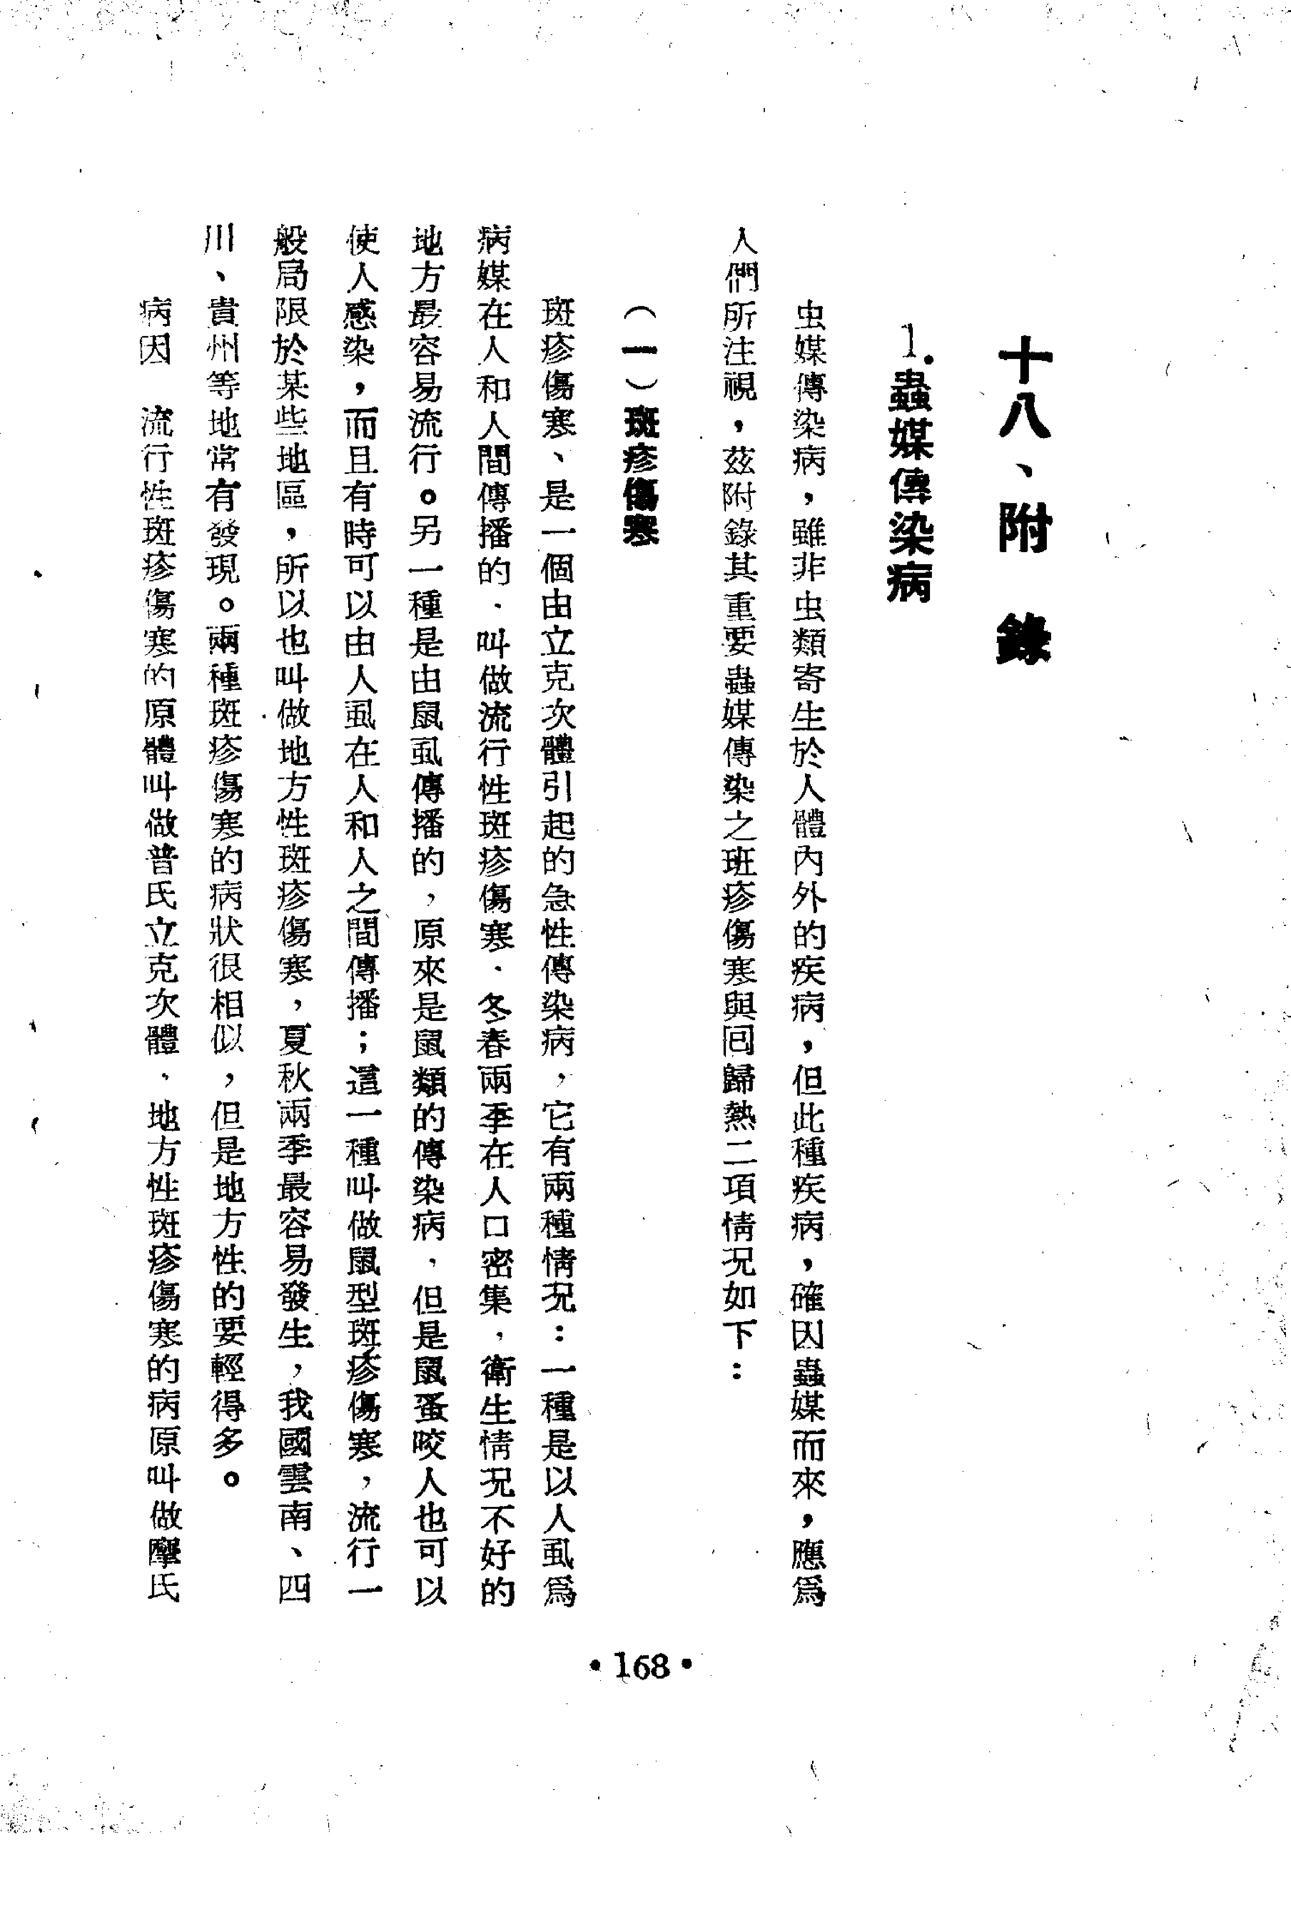 十八、附　錄
1.蟲媒傳染病
虫媒傳染病，雖非虫類寄生於人體內外的疾病，但此種疾病，確因蟲媒而來，應爲
人們所注視，茲附錄其重要蟲媒傳染之班疹傷寒與回歸熱二項情况如下：
（一）斑疹傷寒
斑疹傷寒、是一個由立克次體引起的急性傳染病，它有兩種情况：一種是以人虱爲
病媒在人和人間傳播的．叫做流行性斑疹傷寒．冬春兩季在人口密集，衛生情况不好的
地方最容易流行。另一種是由鼠虱傳播的，原來是鼠類的傳染病，但是鼠蚤咬人也可以
使人感染，而且有時可以由人虱在人和人之間傳播；這一種叫做鼠型斑疹傷寒，流行一
般局限於某些地區，所以也叫做地方性斑疹傷寒，夏秋兩季最容易發生，我國雲南、四
川、貴州等地常有發現。兩種斑疹傷寒的病狀很相似，但是地方性的要輕得多。
病因　流行性斑疹傷寒的原體叫做普氏立克次體．地方性斑疹傷寒的病原叫做摩氏
•168•